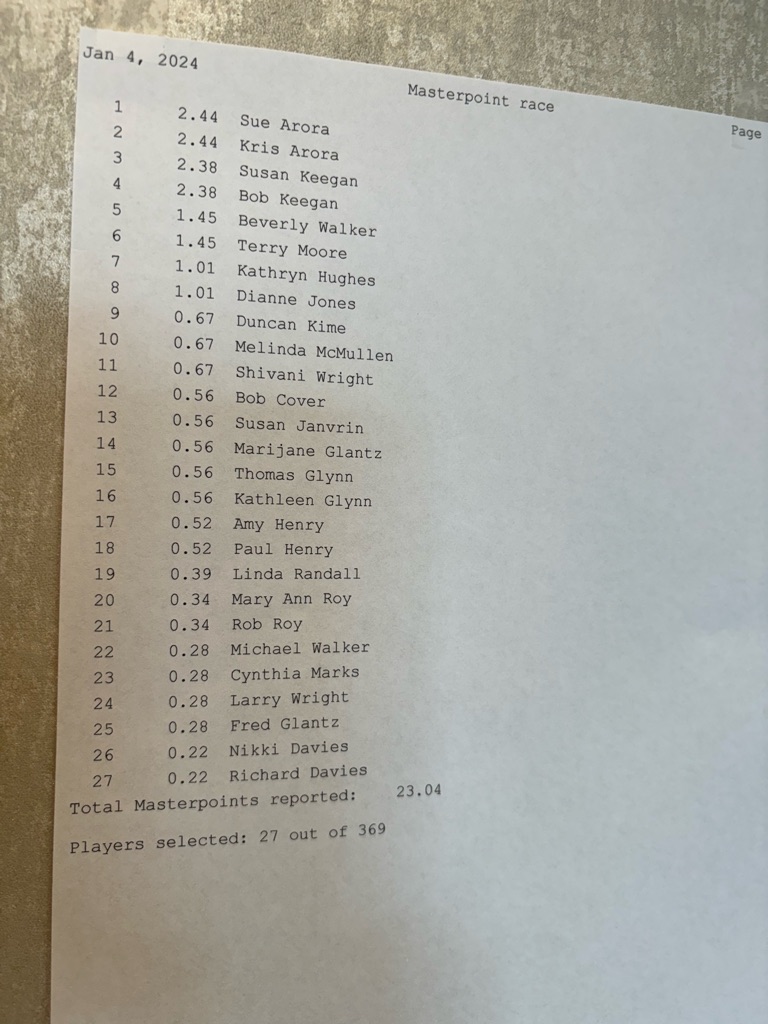 Jan 4, 2024
Masterpoint race
Page
1 2.44 Sue Arora
2 2.44 Kris Arora
3 2.38 Susan Keegan
4 2.38 Bob Keegan
5 1.45 Beverly Walker
6 1.45 Terry Moore
7 1.01 Kathryn Hughes
8 1.01 Dianne Jones
9 0.67 Duncan Kime
10 0.67 Melinda McMullen
11 0.67 Shivani Wright
12 0.56 Bob Cover
13 0.56 Susan Janvrin
14 0.56 Marijane Glantz
15 0.56 Thomas Glynn
16 0.56 Kathleen Glynn
17 0.52 Amy Henry
18 0.52 Paul Henry
19 0.39 Linda Randall
20 0.34 Mary Ann Roy
21 0.34 Rob Roy
22 0.28 Michael Walker
23 0.28 Cynthia Marks
24 0.28 Larry Wright
25 0.28 Fred Glantz
26 0.22 Nikki Davies
27 0.22 Richard Davies
Total Masterpoints reported: 23.04
Players selected: 27 out of 369